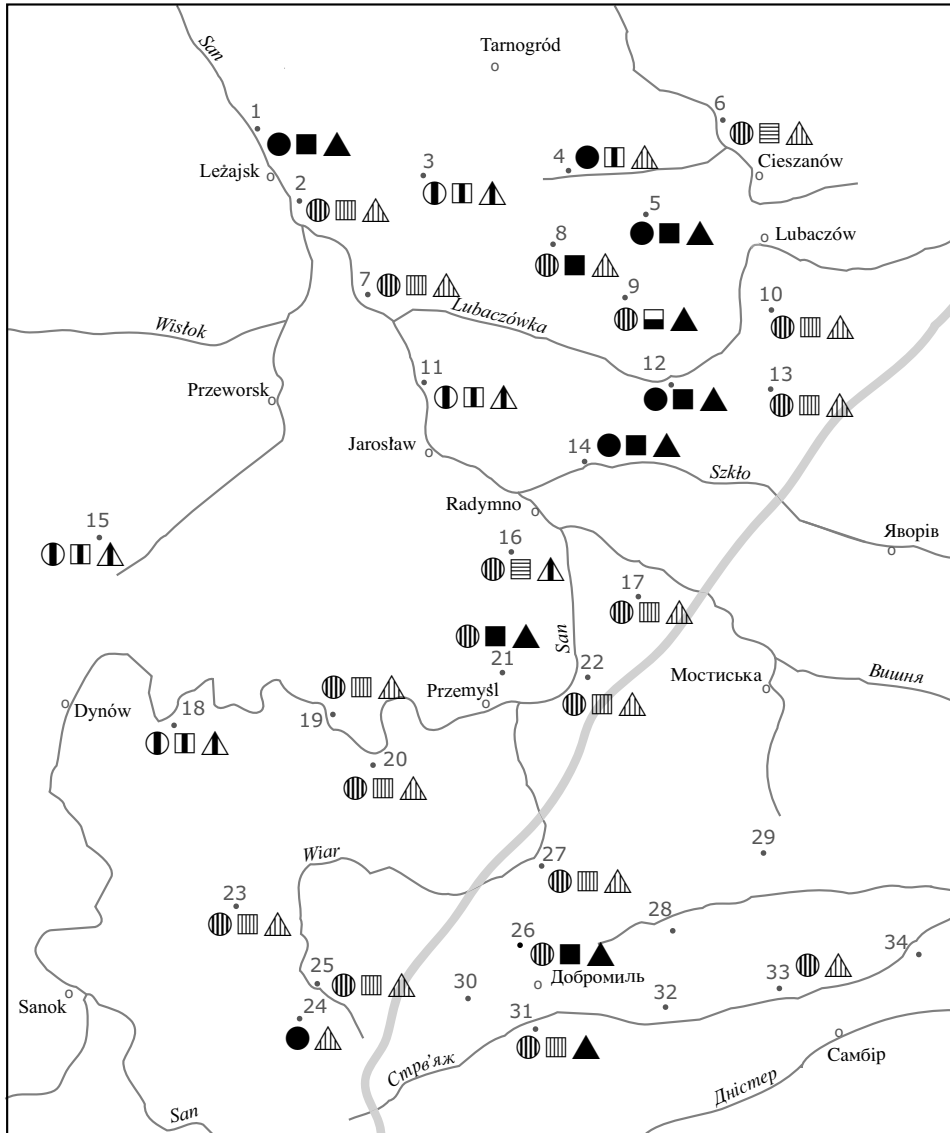 San
Tarnogród
1
6
Cieszanów
Leżajsk
3
4
2
5
8
Lubaczów
7
9
10
Wisłok
Lubaczówka
Przeworsk
11
12
13
Jarosław
14
Szkło
Radymno
15
Яворів
16
17
San
21
22
Вишня
Dynów
18
19
Przemyśl
Мостиська
20
Wiar
29
27
23
28
26
34
25
30
Добромиль
33
Sanok
24
32
31
Стрв'яж
Самбір
San
Дністер